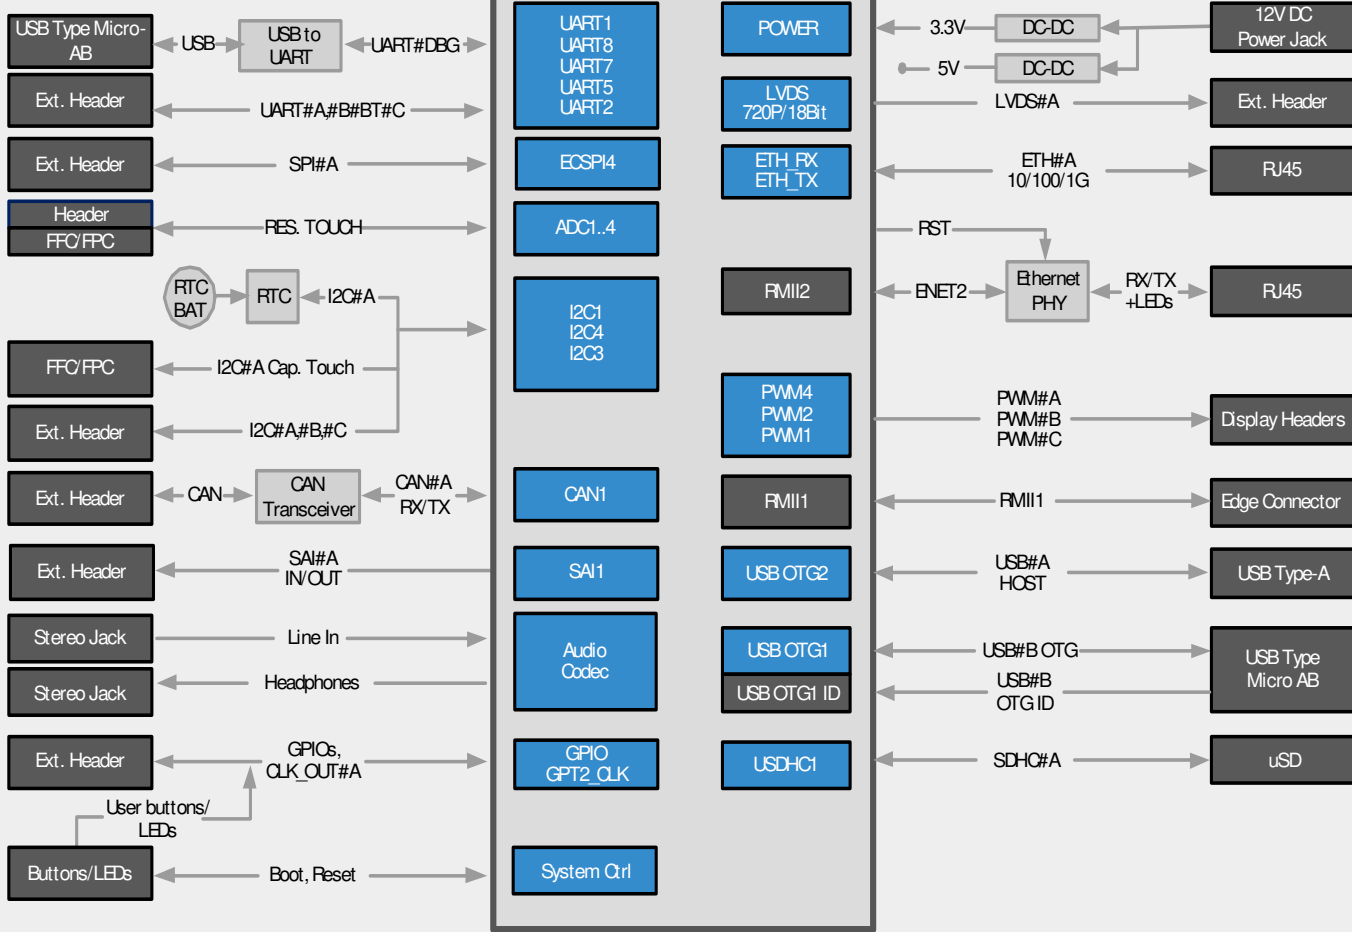 USB Type Micro-
AB
USB
USB to
UART
UART#DBG
Ext. Header
UART#A,#B#BT#C
Ext. Header
SPI#A
Header
FFC/FPC
RES. TOUCH
RTC
BAT
RTC
I2C#A
FFC/FPC
I2C#A Cap. Touch
Ext. Header
I2C#A,#B,#C
Ext. Header
CAN
CAN
Transceiver
CAN#A
RX/TX
Ext. Header
SAI#A
IN/OUT
Stereo Jack
Line In
Stereo Jack
Headphones
Ext. Header
GPIOs,
CLK_OUT#A
User buttons/
LEDs
Buttons/LEDs
Boot, Reset
UART1
UART8
UART7
UART5
UART2
ECSPI4
ADC1..4
I2C1
I2C4
I2C3
CAN1
SAI1
Audio
Codec
GPIO
GPT2_CLK
System Ctrl
POWER
LVDS
720P/18Bit
ETH_RX
ETH_TX
RMII2
PWM4
PWM2
PWM1
RMII1
USB OTG2
USB OTG1
USB OTG1 ID
USDHC1
3.3V
DC-DC
12V DC
Power Jack
5V
DC-DC
LVDS#A
Ext. Header
ETH#A
10/100/1G
RJ45
RST
ENET2
Ethernet
PHY
RX/TX
+LEDs
RJ45
PWM#A
PWM#B
PWM#C
Display Headers
RMII1
Edge Connector
USB#A
HOST
USB Type-A
USB#B OTG
USB#B
OTG ID
USB Type
Micro AB
SDHC#A
uSD